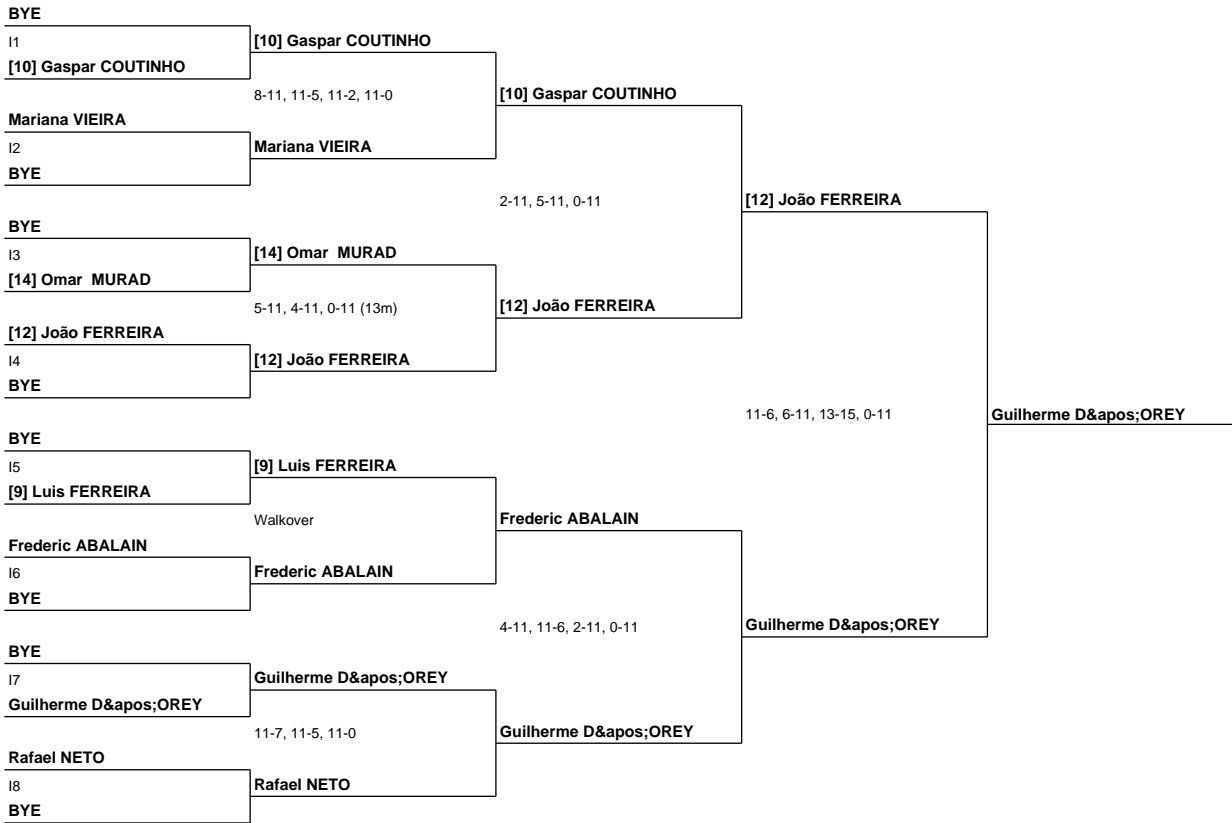 BYE
I1
[10] Gaspar COUTINHO
[10] Gaspar COUTINHO
8-11, 11-5, 11-2, 11-0
[10] Gaspar COUTINHO
Mariana VIEIRA
I2
Mariana VIEIRA
BYE
2-11, 5-11, 0-11
[12] João FERREIRA
BYE
I3
[14] Omar  MURAD
[14] Omar  MURAD
5-11, 4-11, 0-11 (13m)
[12] João FERREIRA
[12] João FERREIRA
I4
[12] João FERREIRA
BYE
11-6, 6-11, 13-15, 0-11
Guilherme D&apos;OREY
BYE
I5
[9] Luis FERREIRA
[9] Luis FERREIRA
Walkover
Frederic ABALAIN
Frederic ABALAIN
I6
Frederic ABALAIN
BYE
4-11, 11-6, 2-11, 0-11
Guilherme D&apos;OREY
BYE
I7
Guilherme D&apos;OREY
Guilherme D&apos;OREY
11-7, 11-5, 11-0
Guilherme D&apos;OREY
Rafael NETO
I8
Rafael NETO
BYE